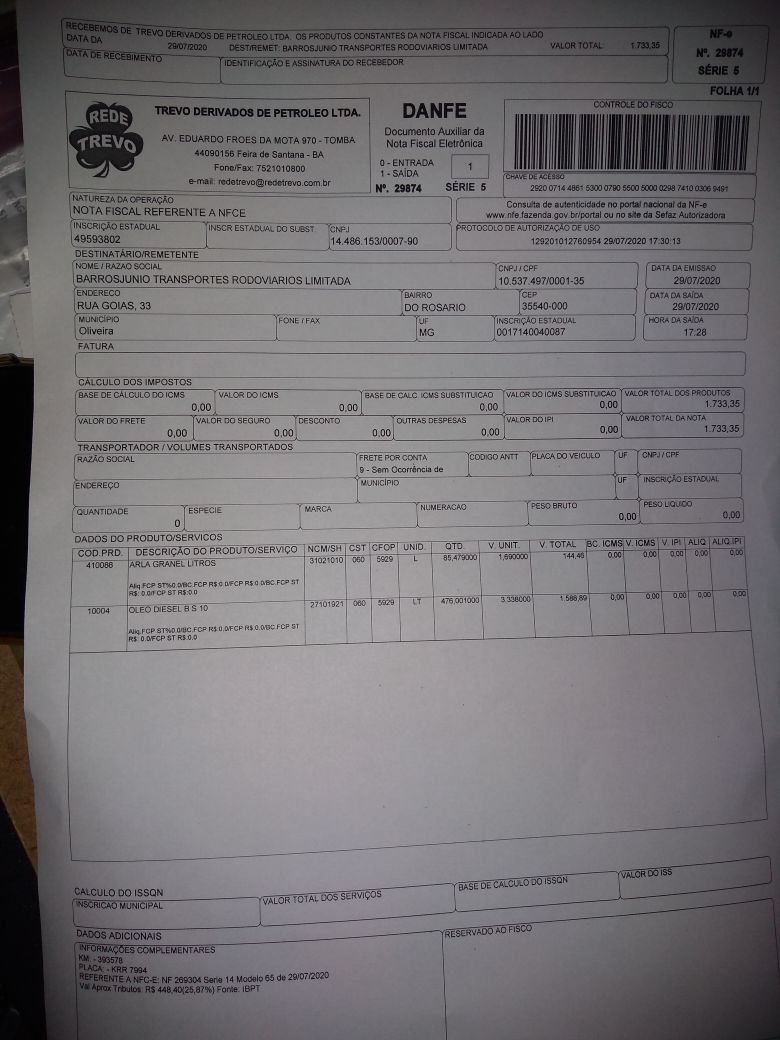 RECEBEMOS DE TREVO DERIVADOS DE PETROLEO LTDA. OS PRODUTOS CONSTANTES DA NOTA FISCAL INDICADA AO LADO
DATA DA 29/07/2020 DEST/REMET: BARROSJUNIO TRANSPORTES RODOVIARIOS LIMITADA VALOR TOTAL: 1.733,35
DATA DE RECEBIMENTO IDENTIFICAÇÃO E ASSINATURA DO RECEBEDOR
NF-e
Nº. 29874
SÉRIE 5
FOLHA 1/1
REDE TREVO
TREVO DERIVADOS DE PETROLEO LTDA.
AV. EDUARDO FROES DA MOTA 970 - TOMBA
44090156 Feira de Santana - BA
Fone/Fax: 7521010800
e-mail: redetrevo@redetrevo.com.br
DANFE
Documento Auxiliar da
Nota Fiscal Eletrônica
0 - ENTRADA
1 - SAÍDA
1
Nº. 29874 SÉRIE 5
CONTROLE DO FISCO
CHAVE DE ACESSO
2920 0714 4861 5300 0790 5500 5000 0298 7410 0306 9491
NATUREZA DA OPERAÇÃO
NOTA FISCAL REFERENTE A NFCE
Consulta de autenticidade no portal nacional da NF-e
www.nfe.fazenda.gov.br/portal ou no site da Sefaz Autorizadora
INSCRIÇÃO ESTADUAL INSCR ESTADUAL DO SUBST. CNPJ PROTOCOLO DE AUTORIZAÇÃO DE USO
49593802 14.486.153/0007-90 129201012760954 29/07/2020 17:30:13
DESTINATÁRIO/REMETENTE
NOME / RAZAO SOCIAL CNPJ / CPF DATA DA EMISSAO
BARROSJUNIO TRANSPORTES RODOVIARIOS LIMITADA 10.537.497/0001-35 29/07/2020
ENDERECO BAIRRO CEP DATA DA SAÍDA
RUA GOIAS, 33 DO ROSARIO 35540-000 29/07/2020
MUNICÍPIO FONE / FAX UF INSCRIÇÃO ESTADUAL HORA DA SAÍDA
Oliveira MG 0017140040087 17:28
FATURA
CÁLCULO DOS IMPOSTOS
BASE DE CÁLCULO DO ICMS VALOR DO ICMS BASE DE CALC. ICMS SUBSTITUICAO VALOR DO ICMS SUBSTITUICAO VALOR TOTAL DOS PRODUTOS
0,00 0,00 0,00 0,00 1.733,35
VALOR DO FRETE VALOR DO SEGURO DESCONTO OUTRAS DESPESAS VALOR DO IPI VALOR TOTAL DA NOTA
0,00 0,00 0,00 0,00 0,00 1.733,35
TRANSPORTADOR / VOLUMES TRANSPORTADOS
RAZÃO SOCIAL FRETE POR CONTA CODIGO ANTT PLACA DO VEICULO UF CNPJ / CPF
9 - Sem Ocorrência de
ENDEREÇO MUNICÍPIO UF INSCRIÇÃO ESTADUAL
QUANTIDADE ESPECIE MARCA NUMERACAO PESO BRUTO PESO LIQUIDO
0 0,00 0,00
DADOS DO PRODUTO/SERVICOS
COD.PRD. DESCRIÇÃO DO PRODUTO/SERVIÇO NCM/SH CST CFOP UNID. QTD. V. UNIT. V. TOTAL BC. ICMS V. ICMS V. IPI ALIQ ALIQ.IPI
410086 ARLA GRANEL LITROS 31021010 060 5929 L 85,479000 1,690000 144,46 0,00 0,00 0,00 0,00 0,00
Aliq.FCP ST%0.0/BC.FCP R$:0.0/FCP R$:0.0/BC.FCP ST
R$: 0.0/FCP ST R$:0.0
10004 OLEO DIESEL B S 10 27101921 060 5929 LT 476,001000 3,338000 1.588,89 0,00 0,00 0,00 0,00 0,00
Aliq.FCP ST%0.0/BC.FCP R$:0.0/FCP R$:0.0/BC.FCP ST
R$: 0.0/FCP ST R$:0.0
CALCULO DO ISSQN
INSCRICAO MUNICIPAL VALOR TOTAL DOS SERVIÇOS BASE DE CALCULO DO ISSQN VALOR DO ISS
DADOS ADICIONAIS
INFORMAÇÕES COMPLEMENTARES RESERVADO AO FISCO
KM: - 393578
PLACA: - KRR 7994
REFERENTE A NFC-E: NF 269304 Serie 14 Modelo 65 de 29/07/2020
Val Aprox Tributos: R$ 448,40(25,87%) Fonte: IBPT